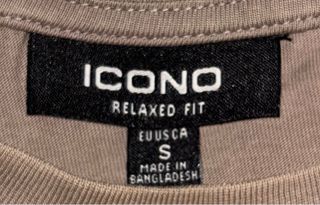 ICONO
RELAXED FIT
EU US CA
S
MADE IN
BANGLADESH